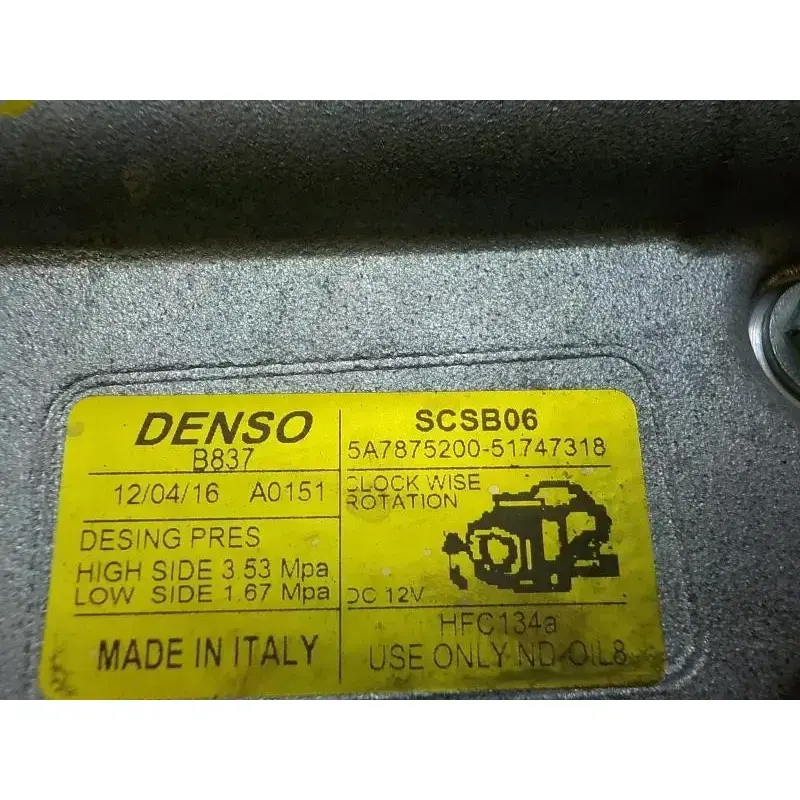 DENSO
B837
12/04/16 A0151
DESING PRES
HIGH SIDE 3.53 Mpa
LOW SIDE 1.67 Mpa
MADE IN ITALY
SCSB06
5A7875200-51747318
CLOCK WISE
ROTATION
DC 12V
HFC134a
USE ONLY ND-OIL8